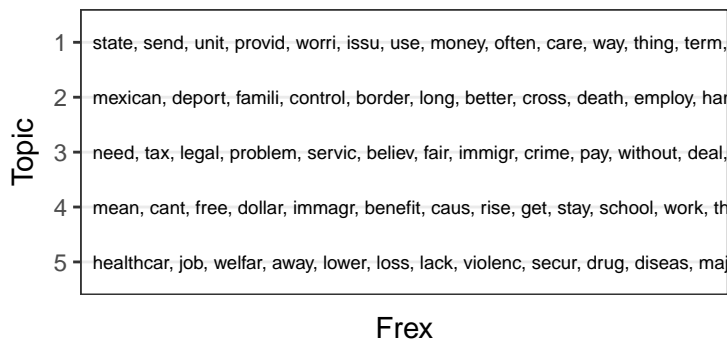 1 state, send, unit, provid, worri, issu, use, money, often, care, way, thing, term,
2 mexican, deport, famili, control, border, long, better, cross, death, employ,
3 need, tax, legal, problem, servic, believ, fair, immigr, crime, pay, without, deal,
4 mean, cant, free, dollar, immagr, benefit, caus, rise, get, stay, school, work,
5 healthcar, job, welfar, away, lower, loss, lack, violenc, secur, drug, diseas,
Topic
Frex